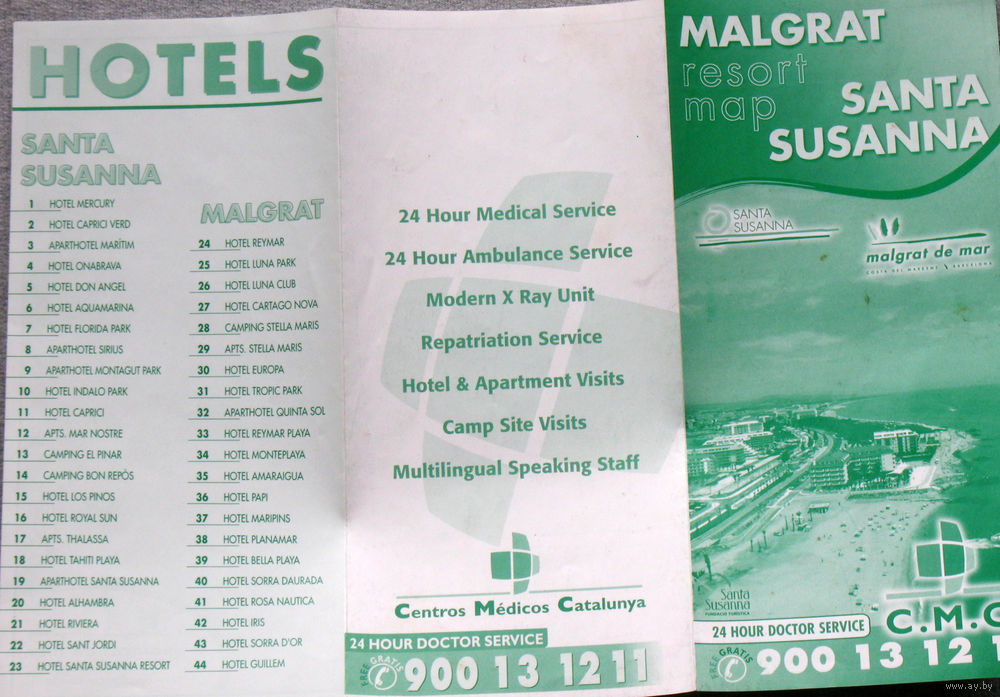 HOTELS
SANTA
SUSANNA
1 HOTEL MERCURY
2 HOTEL CAPRICI VERD
3 APARTHOTEL MARÍTIM
4 HOTEL ONABRAVA
5 HOTEL DON ANGEL
6 HOTEL AQUAMARINA
7 HOTEL FLORIDA PARK
8 APARTHOTEL SIRIUS
9 APARTHOTEL MONTAGUT PARK
10 HOTEL INDALO PARK
11 HOTEL CAPRICI
12 APTS. MAR NOSTRE
13 CAMPING EL PINAR
14 CAMPING BON REPÒS
15 HOTEL LOS PINOS
16 HOTEL ROYAL SUN
17 APTS. THALASSA
18 HOTEL TAHITI PLAYA
19 APARTHOTEL SANTA SUSANNA
20 HOTEL ALHAMBRA
21 HOTEL RIVIERA
22 HOTEL SANT JORDI
23 HOTEL SANTA SUSANNA RESORT
MALGRAT
24 HOTEL REYMAR
25 HOTEL LUNA PARK
26 HOTEL LUNA CLUB
27 HOTEL CARTAGO NOVA
28 CAMPING STELLA MARIS
29 APTS. STELLA MARIS
30 HOTEL EUROPA
31 HOTEL TROPIC PARK
32 APARTHOTEL QUINTA SOL
33 HOTEL REYMAR PLAYA
34 HOTEL MONTEPLAYA
35 HOTEL AMARAIGUA
36 HOTEL PAPI
37 HOTEL MARIPINS
38 HOTEL PLANAMAR
39 HOTEL BELLA PLAYA
40 HOTEL SORRA DAURADA
41 HOTEL ROSA NAUTICA
42 HOTEL IRIS
43 HOTEL SORRA D'OR
44 HOTEL GUILLEM
24 Hour Medical Service
24 Hour Ambulance Service
Modern X Ray Unit
Repatriation Service
Hotel & Apartment Visits
Camp Site Visits
Multilingual Speaking Staff
Centros Médicos Catalunya
24 HOUR DOCTOR SERVICE
FREE GRATIS
900 13 12 11
MALGRAT
resort
map
SANTA
SUSANNA
SANTA
SUSANNA
malgrat de mar
COSTA DEL MARESME BARCELONA
Santa
Susanna
FUNDACIÓ TURÍSTICA
C.M.C
24 HOUR DOCTOR SERVICE
FREE GRATIS
900 13 12 1
www.ay.by